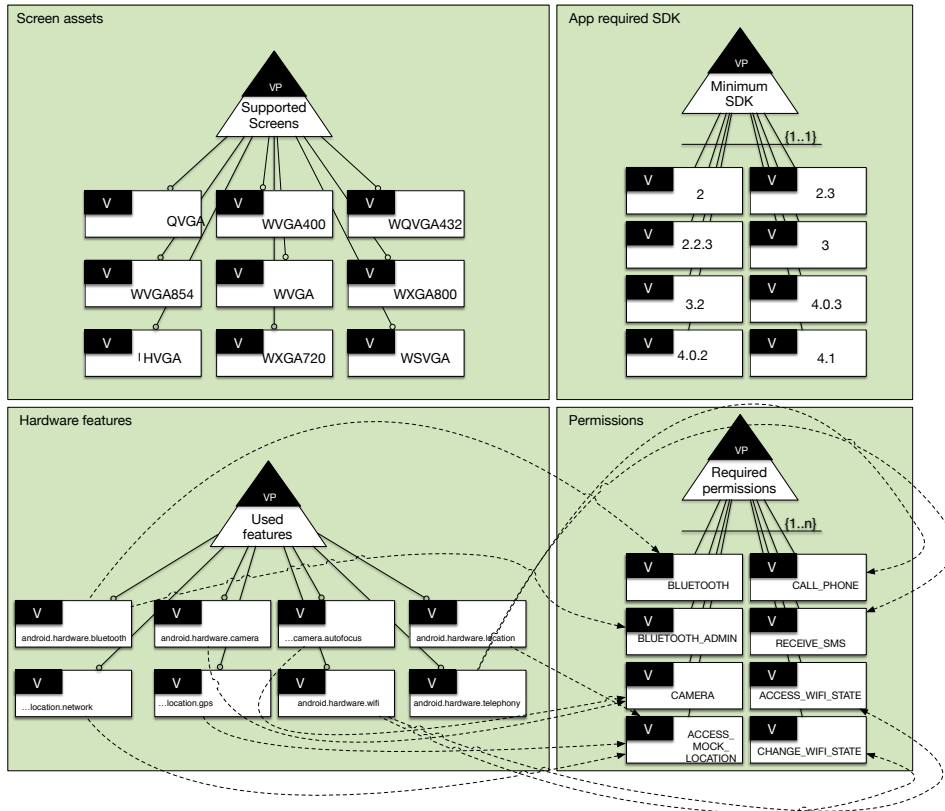 Screen assets
VP
Supported
Screens
V
QVGA
V
WVGA400
V
WQVGA432
V
WVGA854
V
WVGA
V
WXGA800
V
HVGA
V
WXGA720
V
WSVGA
App required SDK
VP
Minimum
SDK
{1..1}
V
2
V
2.3
V
2.2.3
V
3
V
3.2
V
4.0.3
V
4.0.2
V
4.1
Hardware features
VP
Used
features
V
android.hardware.bluetooth
V
android.hardware.camera
V
...camera.autofocus
V
android.hardware.location
V
...location.network
V
...location.gps
V
android.hardware.wifi
V
android.hardware.telephony
Permissions
VP
Required
permissions
{1..n}
V
BLUETOOTH
V
CALL_PHONE
V
BLUETOOTH_ADMIN
V
RECEIVE_SMS
V
CAMERA
V
ACCESS_WIFI_STATE
V
ACCESS_
MOCK_
LOCATION
V
CHANGE_WIFI_STATE